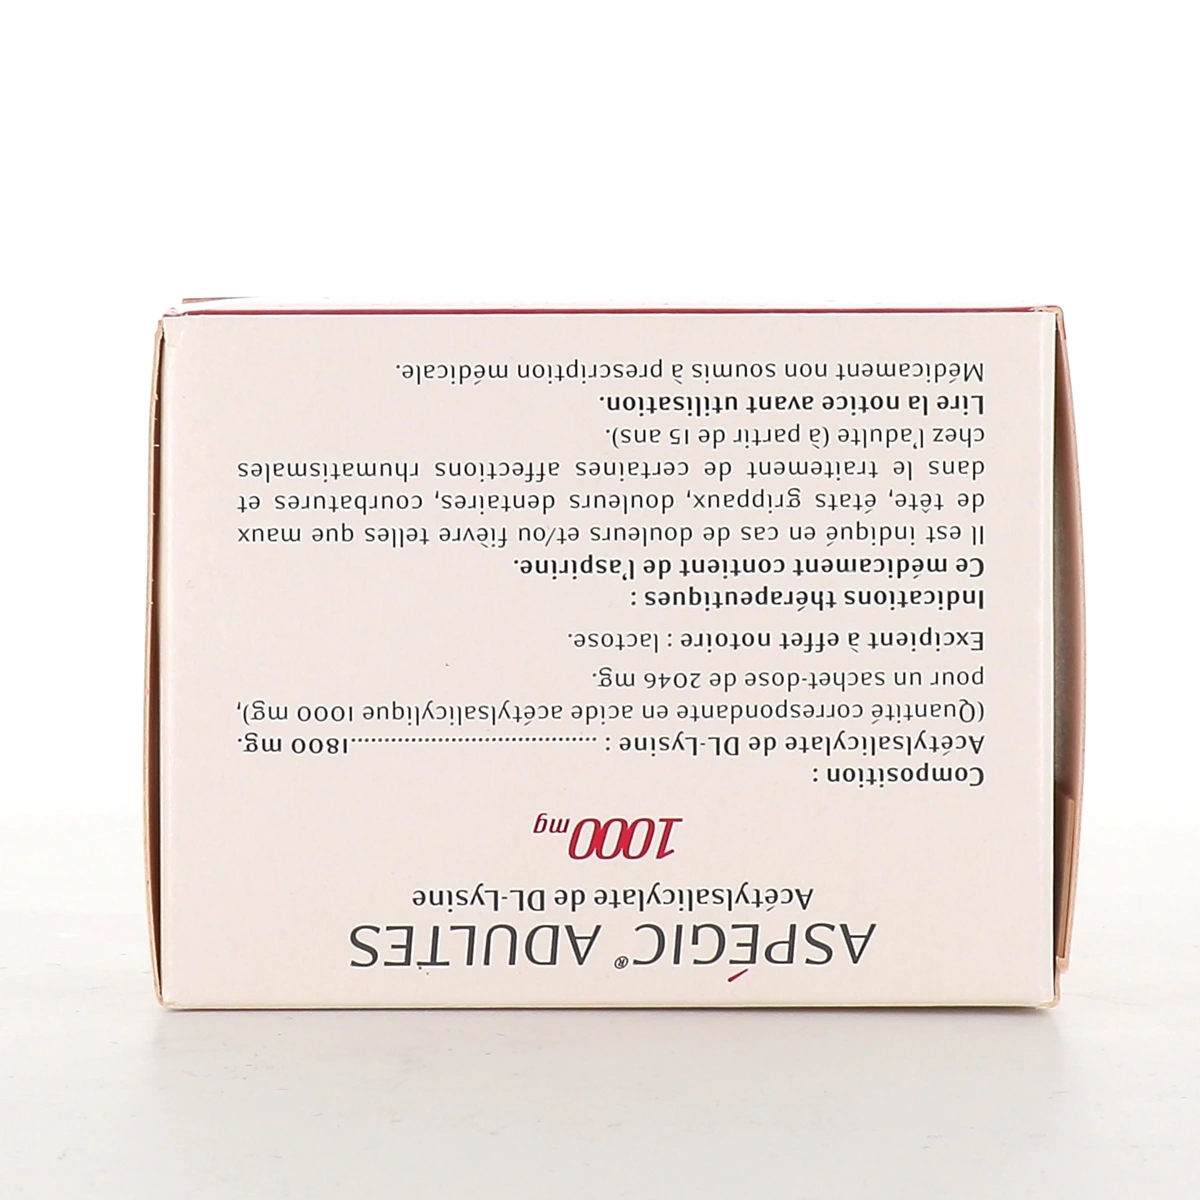 ASPÉGIC® ADULTES
Acétylsalicylate de DL-Lysine
1000 mg
Composition :
Acétylsalicylate de DL-Lysine : .....................................1800 mg.
(Quantité correspondante en acide acétylsalicylique 1000 mg),
pour un sachet-dose de 2046 mg.
Excipient à effet notoire : lactose.
Indications thérapeutiques :
Ce médicament contient de l'aspirine.
Il est indiqué en cas de douleurs et/ou fièvre telles que maux
de tête, états grippaux, douleurs dentaires, courbatures et
dans le traitement de certaines affections rhumatismales
chez l'adulte (à partir de 15 ans).
Lire la notice avant utilisation.
Médicament non soumis à prescription médicale.